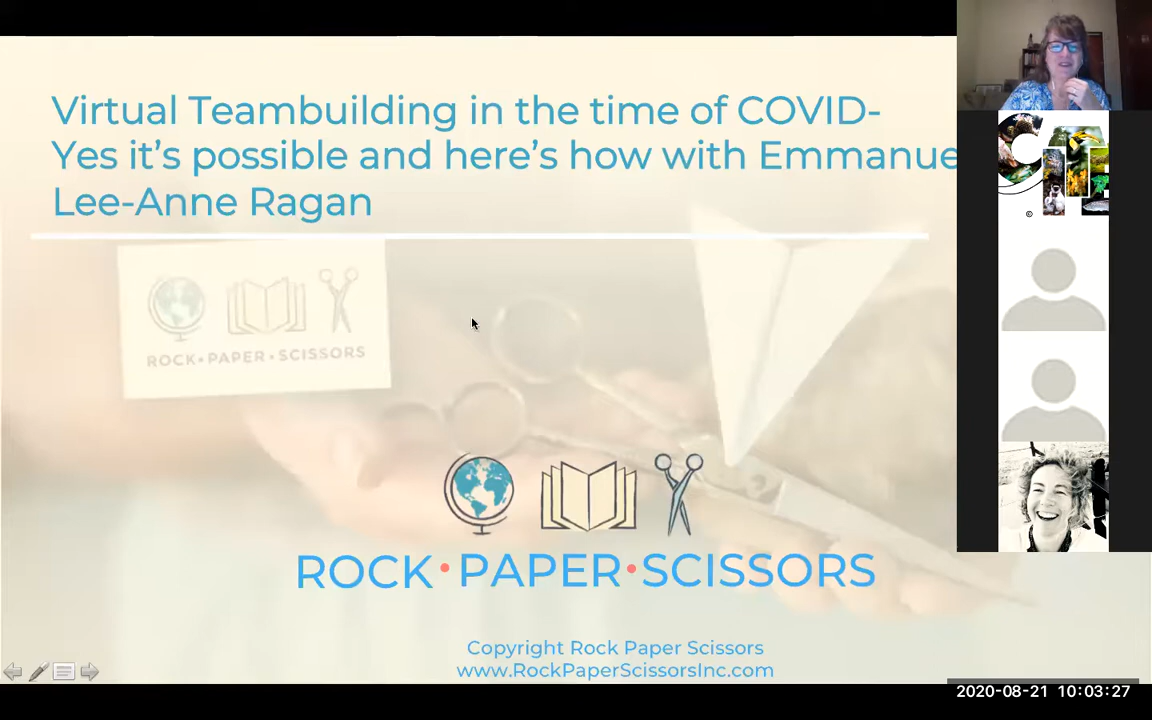 Virtual Teambuilding in the time of COVID-
Yes it's possible and here's how with Emmanue
Lee-Anne Ragan
ROCK•PAPER•SCISSORS
ROCK•PAPER•SCISSORS
Copyright Rock Paper Scissors
www.RockPaperScissorsInc.com
©
2020-08-21 10:03:27